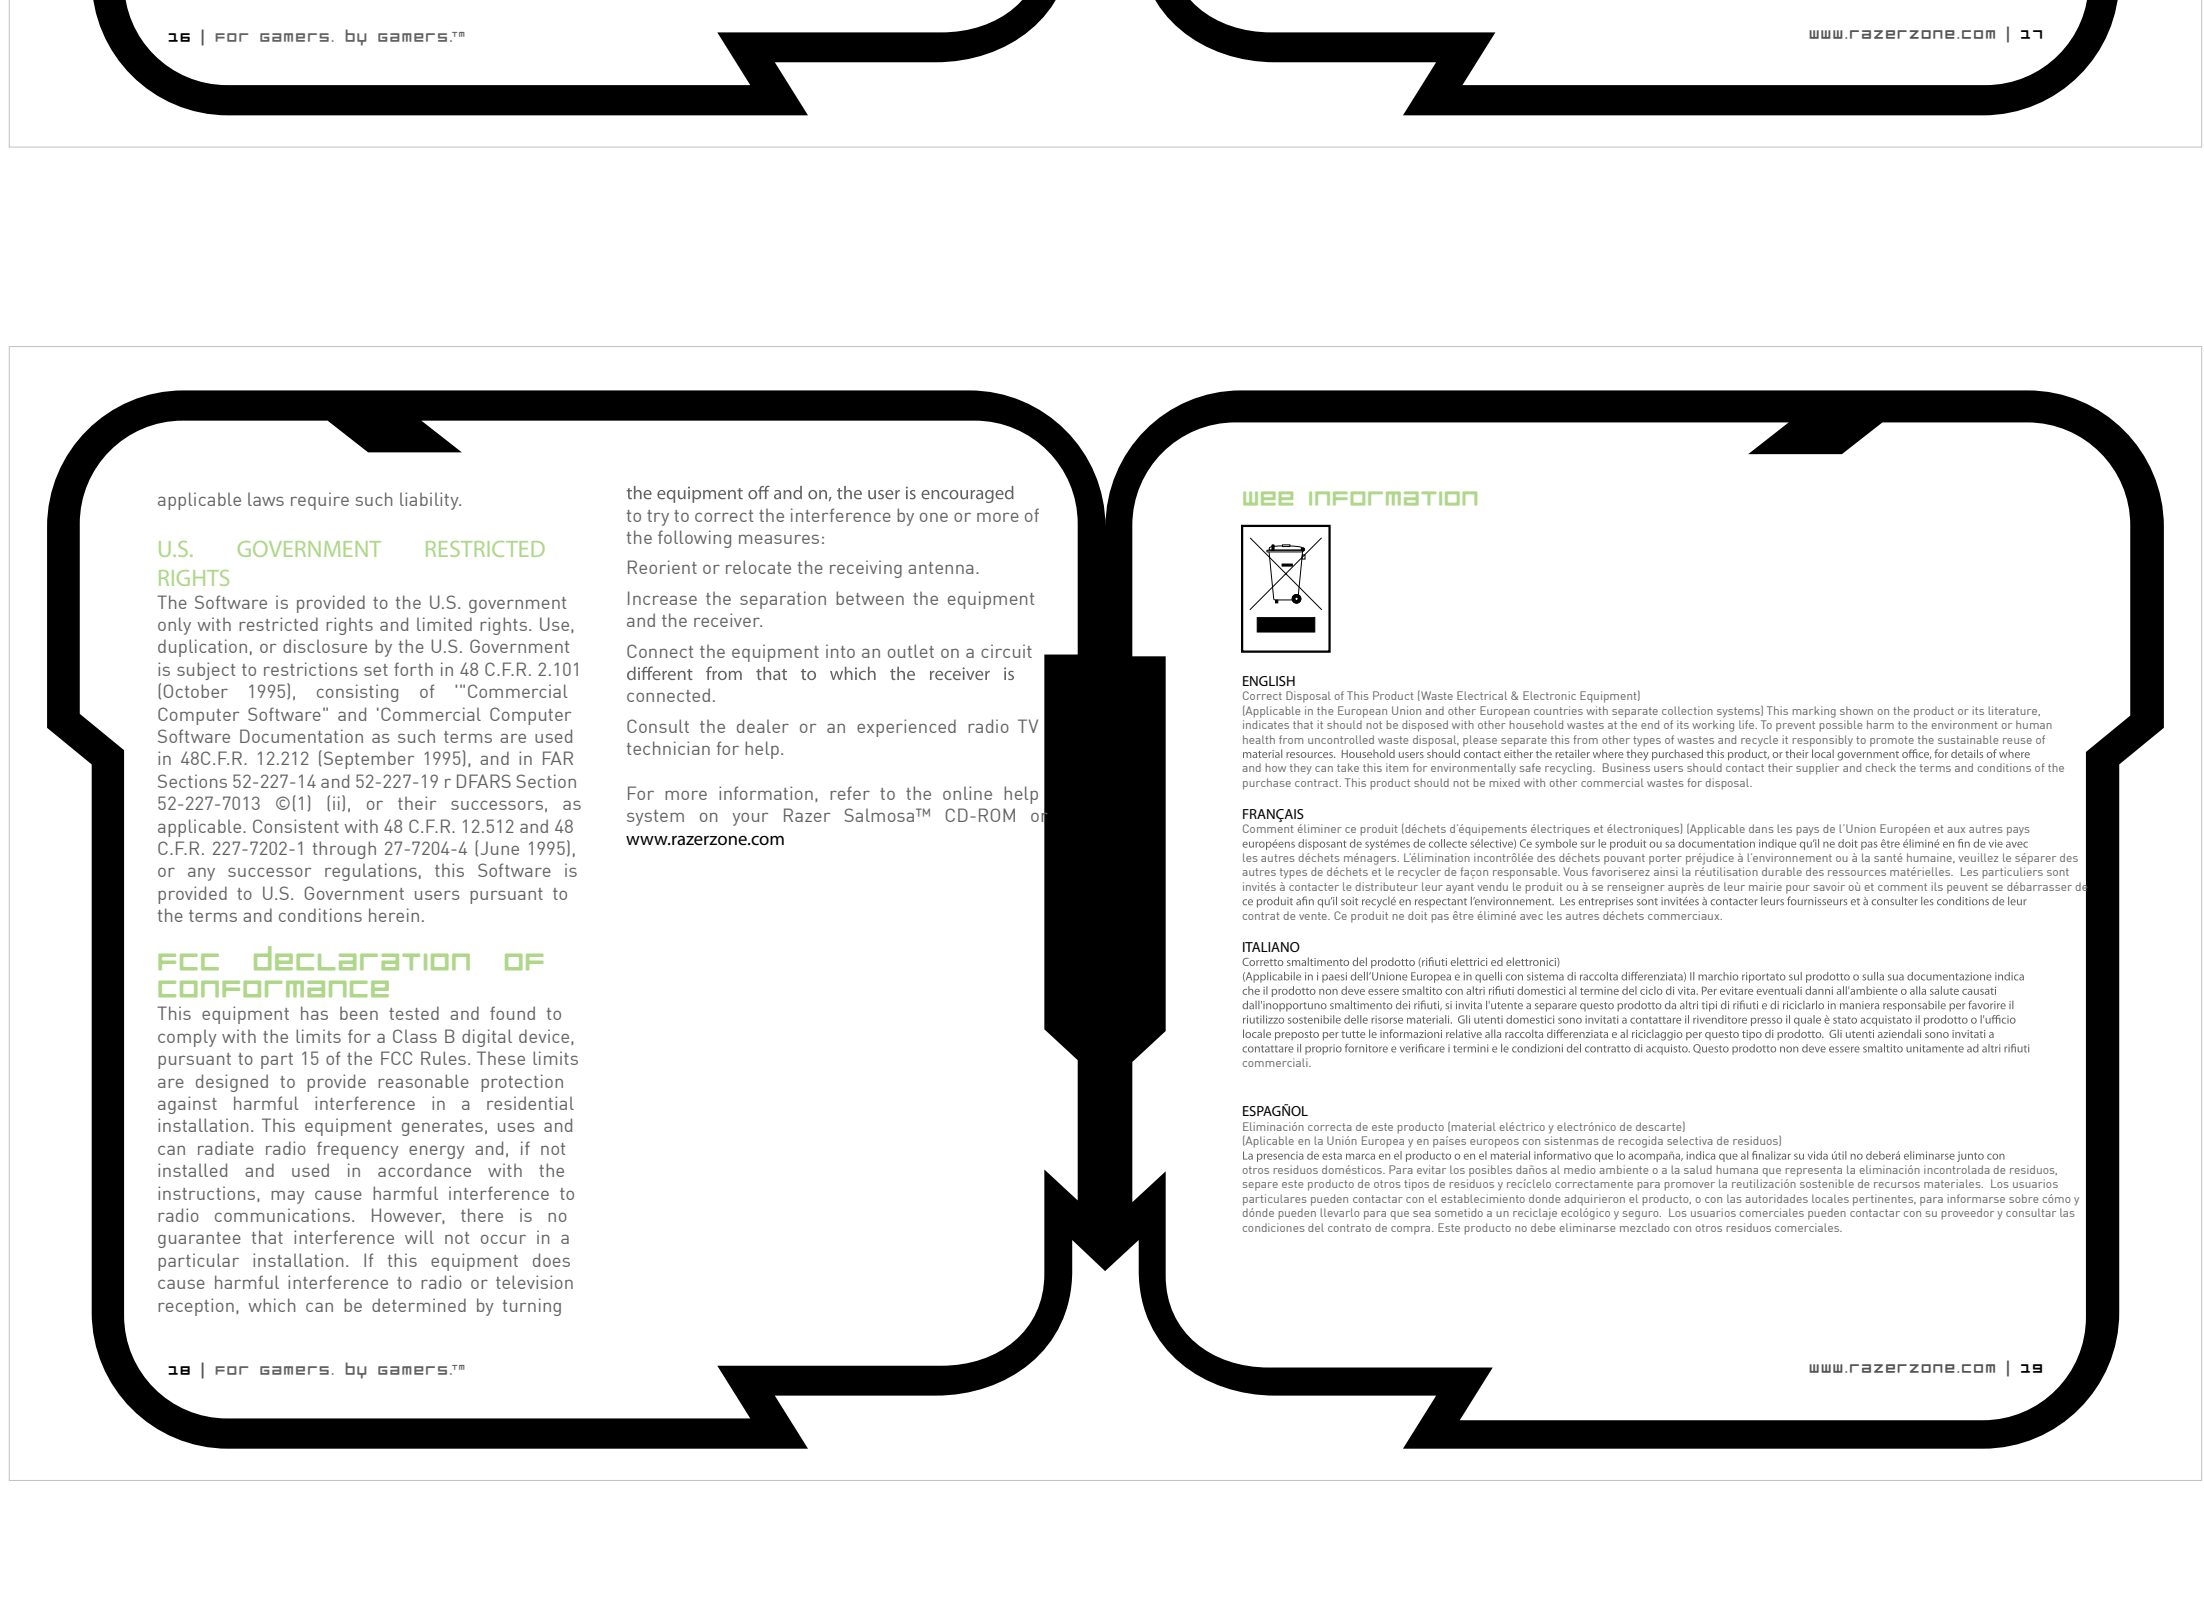 16 | For Gamers. By Gamers.™
www.razerzone.com | 17
applicable laws require such liability.
U.S. GOVERNMENT RESTRICTED
RIGHTS
The Software is provided to the U.S. government
only with restricted rights and limited rights. Use,
duplication, or disclosure by the U.S. Government
is subject to restrictions set forth in 48 C.F.R. 2.101
(October 1995), consisting of '"Commercial
Computer Software" and 'Commercial Computer
Software Documentation as such terms are used
in 48C.F.R. 12.212 (September 1995), and in FAR
Sections 52-227-14 and 52-227-19 r DFARS Section
52-227-7013 ©(1) (ii), or their successors, as
applicable. Consistent with 48 C.F.R. 12.512 and 48
C.F.R. 227-7202-1 through 27-7204-4 (June 1995),
or any successor regulations, this Software is
provided to U.S. Government users pursuant to
the terms and conditions herein.
FCC declaration of
conformance
This equipment has been tested and found to
comply with the limits for a Class B digital device,
pursuant to part 15 of the FCC Rules. These limits
are designed to provide reasonable protection
against harmful interference in a residential
installation. This equipment generates, uses and
can radiate radio frequency energy and, if not
installed and used in accordance with the
instructions, may cause harmful interference to
radio communications. However, there is no
guarantee that interference will not occur in a
particular installation. If this equipment does
cause harmful interference to radio or television
reception, which can be determined by turning
the equipment off and on, the user is encouraged
to try to correct the interference by one or more of
the following measures:
Reorient or relocate the receiving antenna.
Increase the separation between the equipment
and the receiver.
Connect the equipment into an outlet on a circuit
different from that to which the receiver is
connected.
Consult the dealer or an experienced radio TV
technician for help.
For more information, refer to the online help
system on your Razer Salmosa™ CD-ROM or
www.razerzone.com
18 | For Gamers. By Gamers.™
WEE INFORMATION
ENGLISH
Correct Disposal of This Product (Waste Electrical & Electronic Equipment)
(Applicable in the European Union and other European countries with separate collection systems) This marking shown on the product or its literature,
indicates that it should not be disposed with other household wastes at the end of its working life. To prevent possible harm to the environment or human
health from uncontrolled waste disposal, please separate this from other types of wastes and recycle it responsibly to promote the sustainable reuse of
material resources. Household users should contact either the retailer where they purchased this product, or their local government office, for details of where
and how they can take this item for environmentally safe recycling. Business users should contact their supplier and check the terms and conditions of the
purchase contract. This product should not be mixed with other commercial wastes for disposal.
FRANÇAIS
Comment éliminer ce produit (déchets d'équipements électriques et électroniques) (Applicable dans les pays de l'Union Européen et aux autres pays
européens disposant de systémes de collecte sélective) Ce symbole sur le produit ou sa documentation indique qu'il ne doit pas être éliminé en fin de vie avec
les autres déchets ménagers. L'élimination incontrôlée des déchets pouvant porter préjudice à l'environnement ou à la santé humaine, veuillez le séparer des
autres types de déchets et le recycler de façon responsable. Vous favoriserez ainsi la réutilisation durable des ressources matérielles. Les particuliers sont
invités à contacter le distributeur leur ayant vendu le produit ou à se renseigner auprès de leur mairie pour savoir où et comment ils peuvent se débarrasser de
ce produit afin qu'il soit recyclé en respectant l'environnement. Les entreprises sont invitées à contacter leurs fournisseurs et à consulter les conditions de leur
contrat de vente. Ce produit ne doit pas être éliminé avec les autres déchets commerciaux.
ITALIANO
Corretto smaltimento del prodotto (rifiuti elettrici ed elettronici)
(Applicabile in i paesi dell'Unione Europea e in quelli con sistema di raccolta differenziata) Il marchio riportato sul prodotto o sulla sua documentazione indica
che il prodotto non deve essere smaltito con altri rifiuti domestici al termine del ciclo di vita. Per evitare eventuali danni all'ambiente o alla salute causati
dall'inopportuno smaltimento dei rifiuti, si invita l'utente a separare questo prodotto da altri tipi di rifiuti e di riciclarlo in maniera responsabile per favorire il
riutilizzo sostenibile delle risorse materiali. Gli utenti domestici sono invitati a contattare il rivenditore presso il quale è stato acquistato il prodotto o l'ufficio
locale preposto per tutte le informazioni relative alla raccolta differenziata e al riciclaggio per questo tipo di prodotto. Gli utenti aziendali sono invitati a
contattare il proprio fornitore e verificare i termini e le condizioni del contratto di acquisto. Questo prodotto non deve essere smaltito unitamente ad altri rifiuti
commerciali.
ESPAGÑOL
Eliminación correcta de este producto (material eléctrico y electrónico de descarte)
(Aplicable en la Unión Europea y en países europeos con sistenmas de recogida selectiva de residuos)
La presencia de esta marca en el producto o en el material informativo que lo acompaña, indica que al finalizar su vida útil no deberá eliminarse junto con
otros residuos domésticos. Para evitar los posibles daños al medio ambiente o a la salud humana que representa la eliminación incontrolada de residuos,
separe este producto de otros tipos de residuos y recíclelo correctamente para promover la reutilización sostenible de recursos materiales. Los usuarios
particulares pueden contactar con el establecimiento donde adquirieron el producto, o con las autoridades locales pertinentes, para informarse sobre cómo y
dónde pueden llevarlo para que sea sometido a un reciclaje ecológico y seguro. Los usuarios comerciales pueden contactar con su proveedor y consultar las
condiciones del contrato de compra. Este producto no debe eliminarse mezclado con otros residuos comerciales.
www.razerzone.com | 19